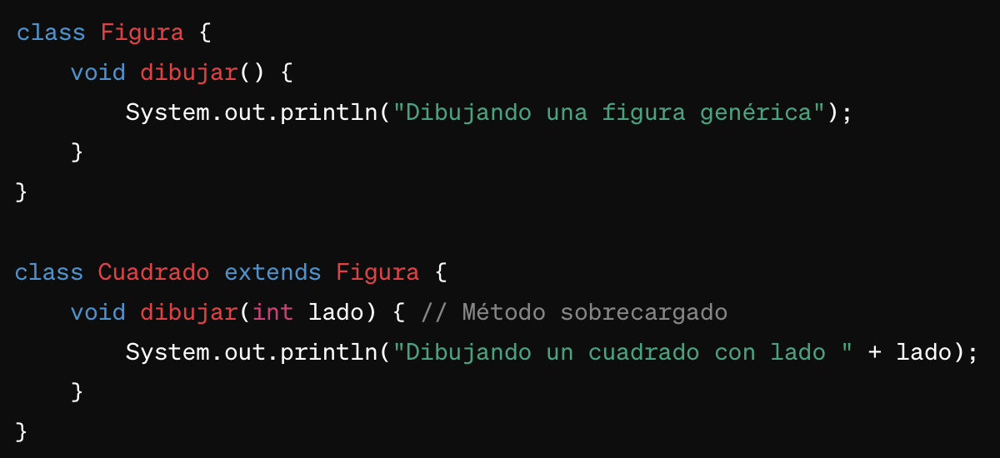 class Figura {
    void dibujar() {
        System.out.println("Dibujando una figura genérica");
    }
}

class Cuadrado extends Figura {
    void dibujar(int lado) { // Método sobrecargado
        System.out.println("Dibujando un cuadrado con lado " + lado);
    }
}